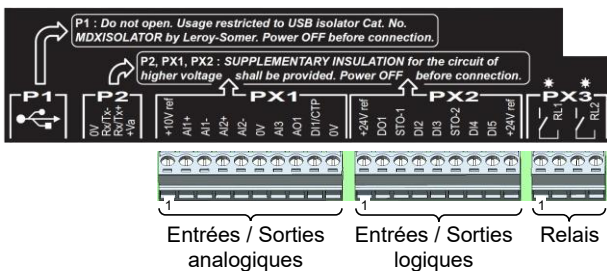 P1 : Do not open. Usage restricted to USB isolator Cat. No.
MDXISOLATOR by Leroy-Somer. Power OFF before connection.
P2, PX1, PX2 : SUPPLEMENTARY INSULATION for the circuit of
higher voltage shall be provided. Power OFF before connection.
P1 P2 PX1 PX2 PX3
0V
Rx/Tx-
Rx/Tx+
+Va
+10V ref
AI1+
AI1-
AI2+
AI2-
0V
AI3
AO1
DI1/CTP
0V
+24V ref
DO1
STO-1
DI2
DI3
STO-2
DI4
DI5
+24V ref
RL1
RL2
1 1 1
Entrées / Sorties
analogiques
Entrées / Sorties
logiques
Relais